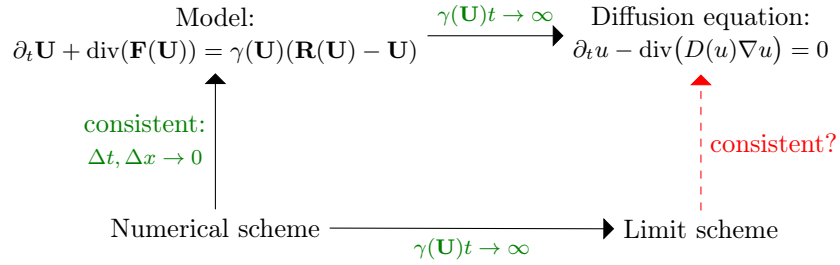 Model:
γ(U)t → ∞
Diffusion equation:
∂ₜU + div(F(U)) = γ(U)(R(U) − U)
∂ₜu − div(D(u)∇u) = 0
consistent:
Δt, Δx → 0
consistent?
Numerical scheme
γ(U)t → ∞
Limit scheme